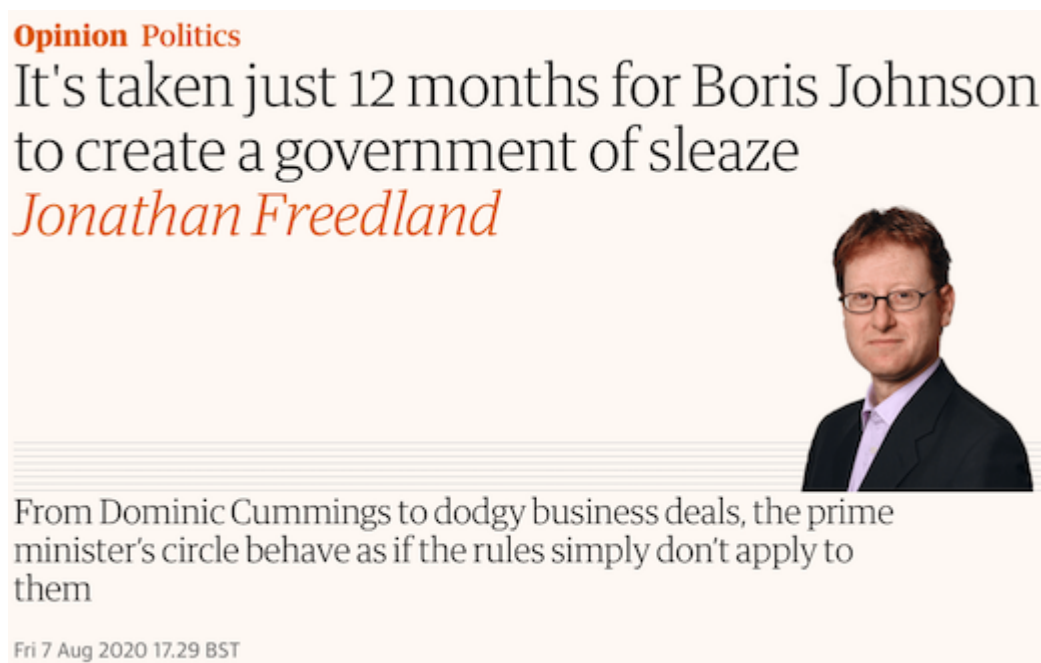 Opinion Politics
It's taken just 12 months for Boris Johnson
to create a government of sleaze
Jonathan Freedland
From Dominic Cummings to dodgy business deals, the prime
minister’s circle behave as if the rules simply don’t apply to
them
Fri 7 Aug 2020 17.29 BST